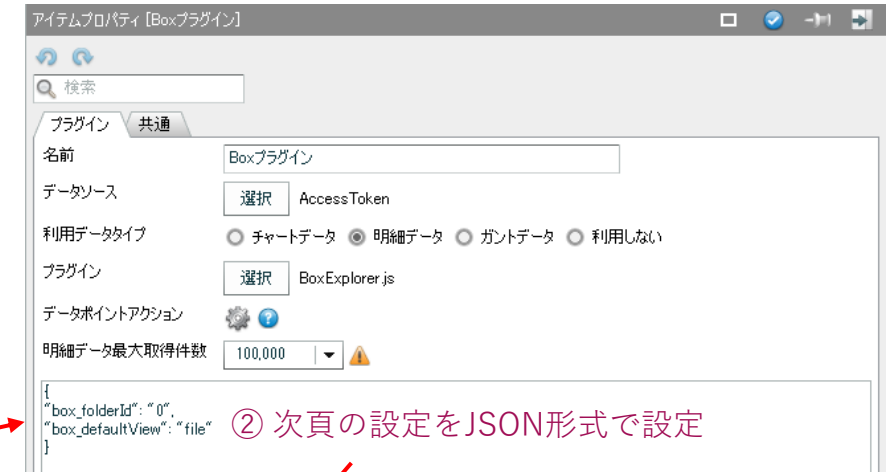 アイテムプロパティ [Boxプラグイン]
検索
プラグイン 共通
名前 Boxプラグイン
データソース 選択 AccessToken
利用データタイプ チャートデータ 明細データ ガントデータ 利用しない
プラグイン 選択 BoxExplorer.js
データポイントアクション
明細データ最大取得件数 100,000
{
"box_folderId": "0",
"box_defaultView": "file"
}
② 次頁の設定をJSON形式で設定